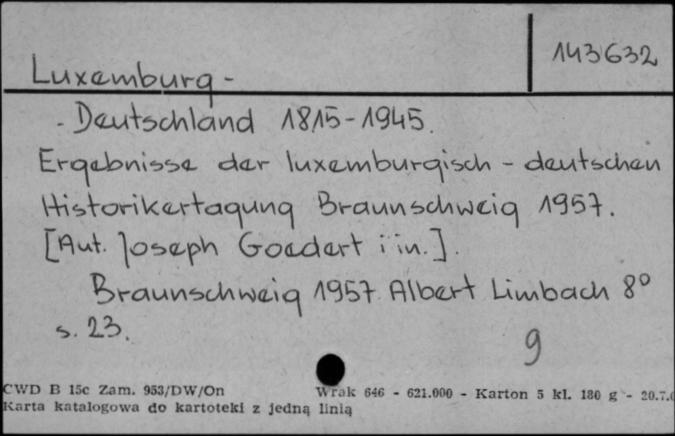 143632
Luxemburg -
- Deutschland 1815-1945.
Ergebnisse der luxemburgisch - deutschen
Historikertagung Braunschweig 1957.
[Aut. Joseph Goedert i in.].
Braunschweig 1957 Albert Limbach 8°
s. 23.
9
CWD B 15c Zam. 953/DW/On Wrak 646 - 621.000 - Karton 5 kl. 180 g - 20.7.
Karta katalogowa do kartoteki z jedną linią